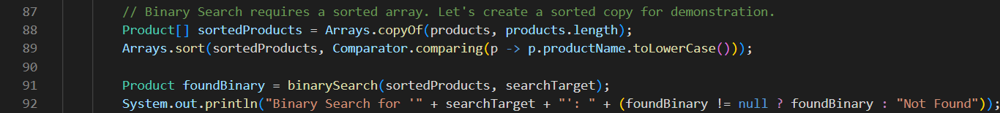 87 // Binary Search requires a sorted array. Let's create a sorted copy for demonstration.
88 Product[] sortedProducts = Arrays.copyOf(products, products.length);
89 Arrays.sort(sortedProducts, Comparator.comparing(p -> p.productName.toLowerCase()));
90
91 Product foundBinary = binarySearch(sortedProducts, searchTarget);
92 System.out.println("Binary Search for '" + searchTarget + "': " + (foundBinary != null ? foundBinary : "Not Found"));